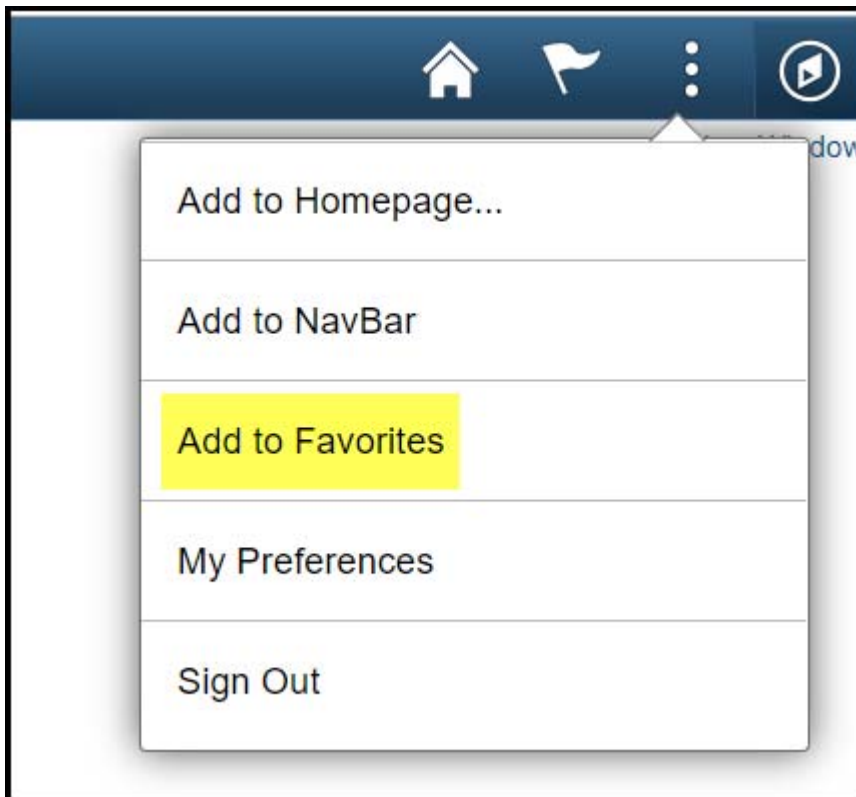 Add to Homepage...
Add to NavBar
Add to Favorites
My Preferences
Sign Out